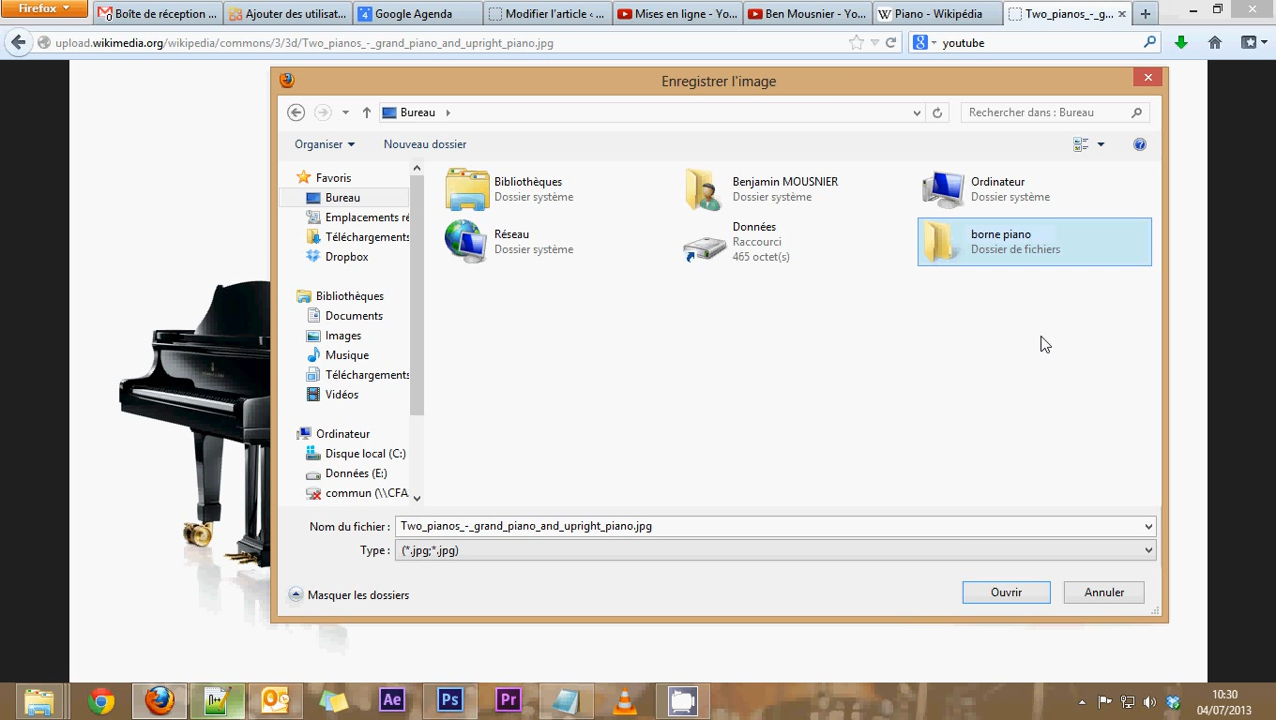 Firefox
Boîte de réception ...
Ajouter des utilisat...
Google Agenda
Modifier l'article ‹ ...
Mises en ligne - Yo...
Ben Mousnier - Yo...
Piano - Wikipédia
Two_pianos_-_g...
upload.wikimedia.org/wikipedia/commons/3/3d/Two_pianos_-_grand_piano_and_upright_piano.jpg
youtube
Enregistrer l'image
Bureau
Rechercher dans : Bureau
Organiser
Nouveau dossier
Favoris
Bureau
Emplacements ré
Téléchargements
Dropbox
Bibliothèques
Documents
Images
Musique
Téléchargements
Vidéos
Ordinateur
Disque local (C:)
Données (E:)
commun (\\CFA
Bibliothèques
Dossier système
Benjamin MOUSNIER
Dossier système
Ordinateur
Dossier système
Réseau
Dossier système
Données
Raccourci
465 octet(s)
borne piano
Dossier de fichiers
Nom du fichier : Two_pianos_-_grand_piano_and_upright_piano.jpg
Type : (*.jpg;*.jpg)
Masquer les dossiers
Ouvrir
Annuler
Ae
Ps
Pr
10:30
04/07/2013